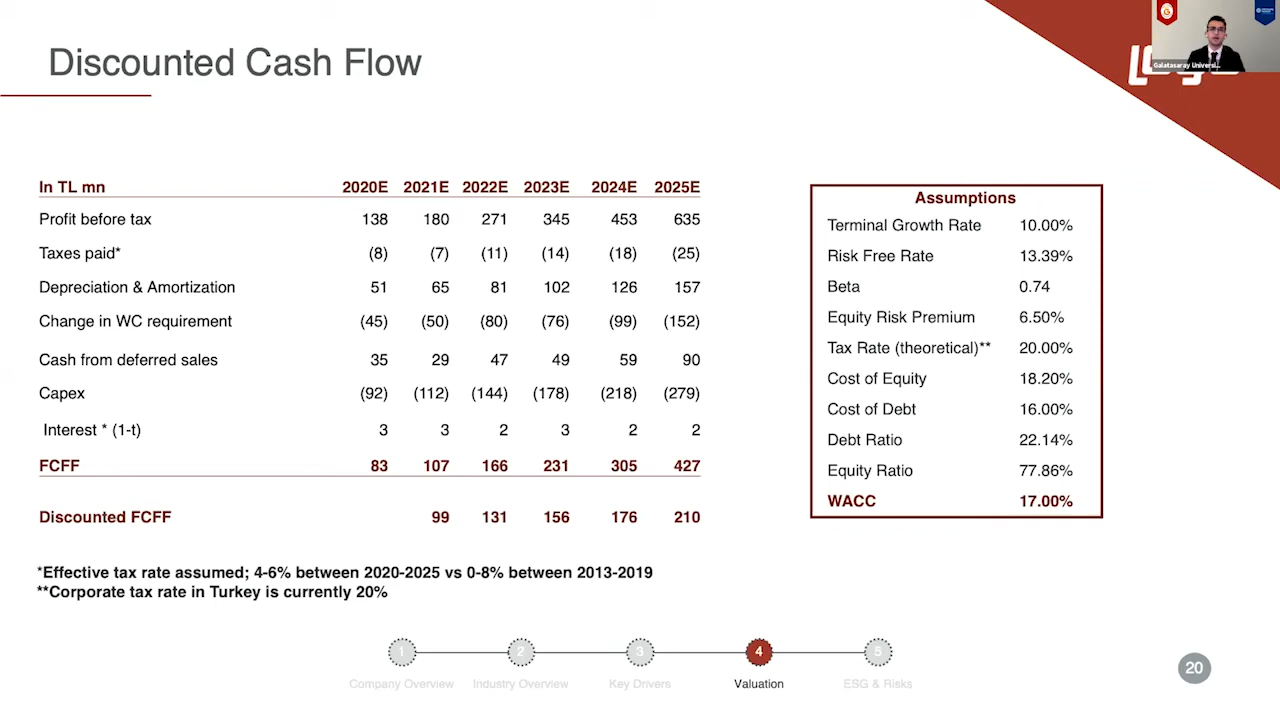 Discounted Cash Flow
Galatasaray Universi...
In TL mn 2020E 2021E 2022E 2023E 2024E 2025E
Profit before tax 138 180 271 345 453 635
Taxes paid* (8) (7) (11) (14) (18) (25)
Depreciation & Amortization 51 65 81 102 126 157
Change in WC requirement (45) (50) (80) (76) (99) (152)
Cash from deferred sales 35 29 47 49 59 90
Capex (92) (112) (144) (178) (218) (279)
Interest * (1-t) 3 3 2 3 2 2
FCFF 83 107 166 231 305 427
Discounted FCFF 99 131 156 176 210
Assumptions
Terminal Growth Rate 10.00%
Risk Free Rate 13.39%
Beta 0.74
Equity Risk Premium 6.50%
Tax Rate (theoretical)** 20.00%
Cost of Equity 18.20%
Cost of Debt 16.00%
Debt Ratio 22.14%
Equity Ratio 77.86%
WACC 17.00%
*Effective tax rate assumed; 4-6% between 2020-2025 vs 0-8% between 2013-2019
**Corporate tax rate in Turkey is currently 20%
1 2 3 4 5
Company Overview Industry Overview Key Drivers Valuation ESG & Risks
20